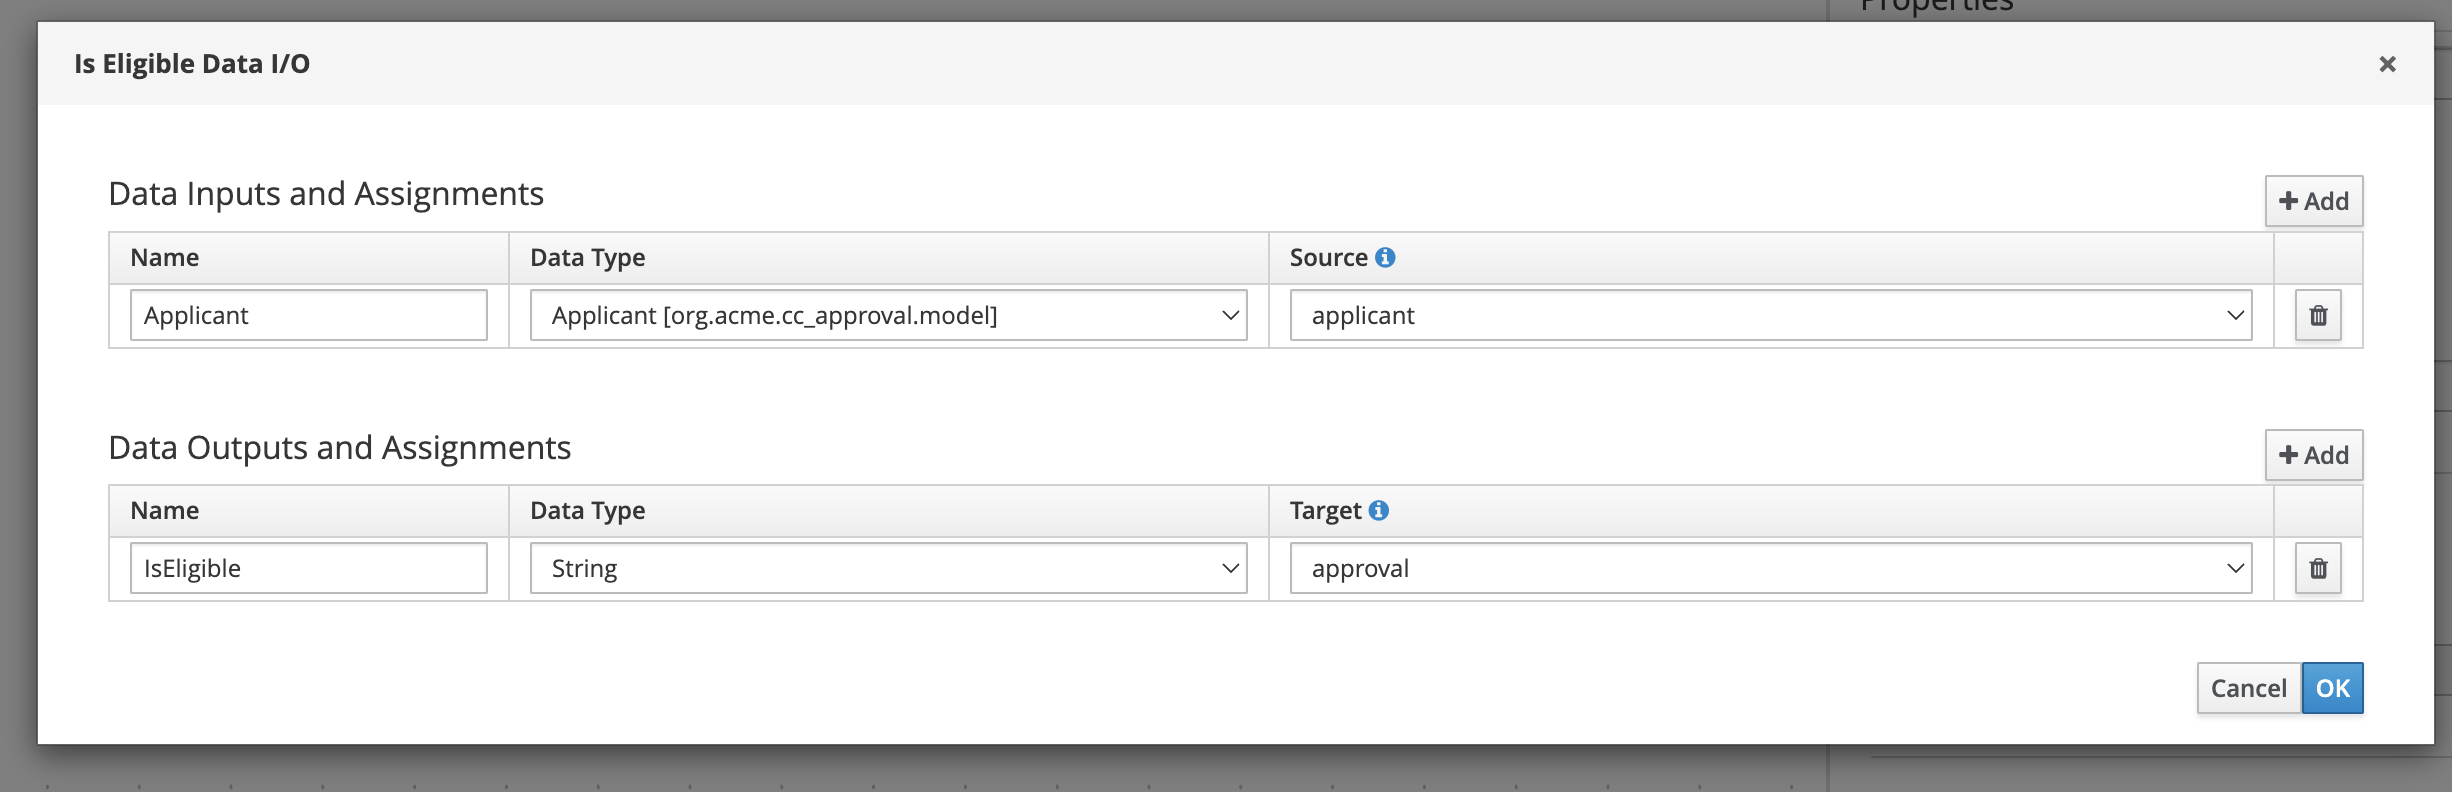 Properties
Is Eligible Data I/O
Data Inputs and Assignments
Add
Name Data Type Source
Applicant Applicant [org.acme.cc_approval.model] applicant
Data Outputs and Assignments
Add
Name Data Type Target
IsEligible String approval
Cancel OK